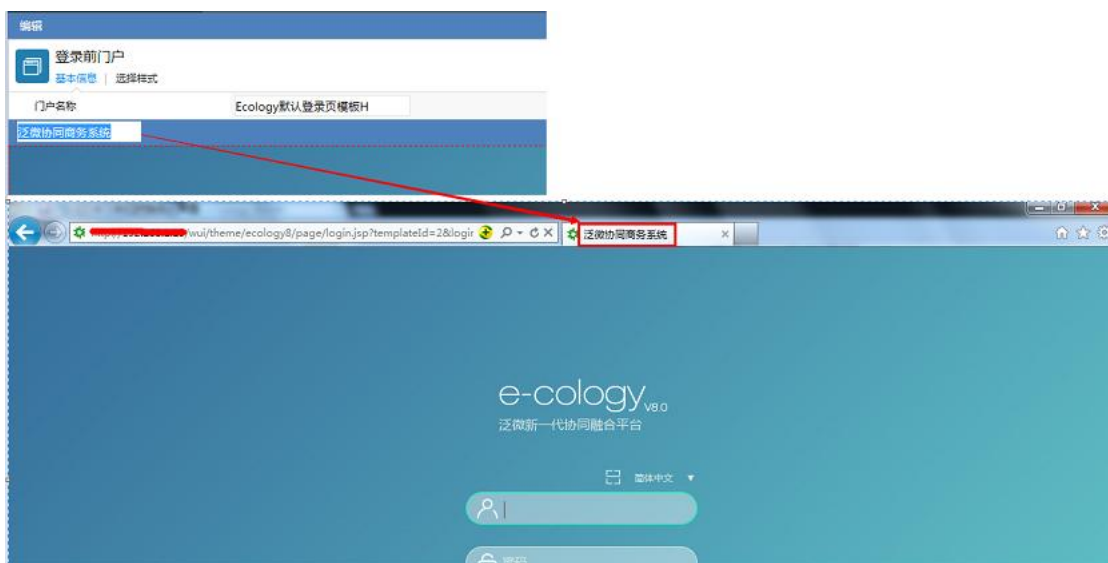 编辑
登录前门户
基本信息 | 选择样式
门户名称
Ecology默认登录页模板H
泛微协同商务系统
/wui/theme/ecology8/page/login.jsp?templateId=2&logir
泛微协同商务系统
e-cology V8.0
泛微新一代协同融合平台
简体中文
密码